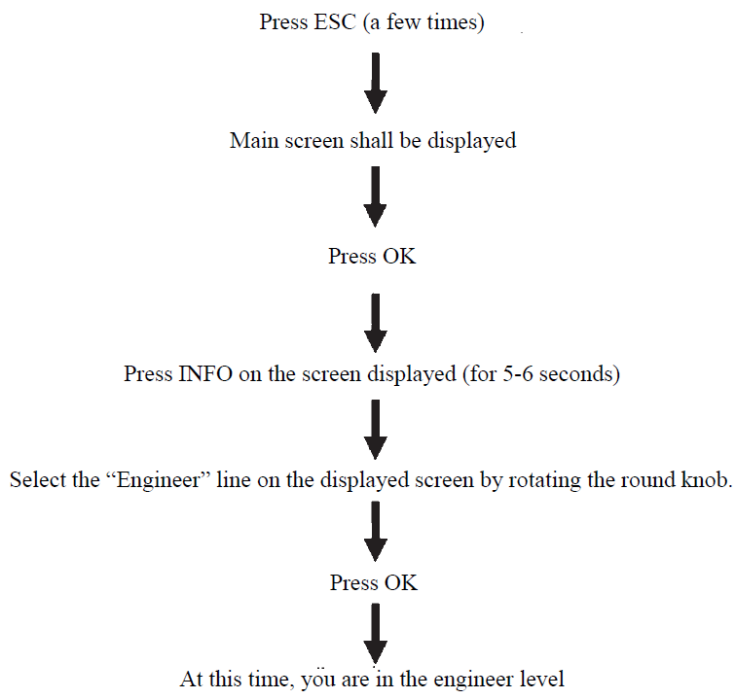 Press ESC (a few times)
Main screen shall be displayed
Press OK
Press INFO on the screen displayed (for 5-6 seconds)
Select the “Engineer” line on the displayed screen by rotating the round knob.
Press OK
At this time, you are in the engineer level